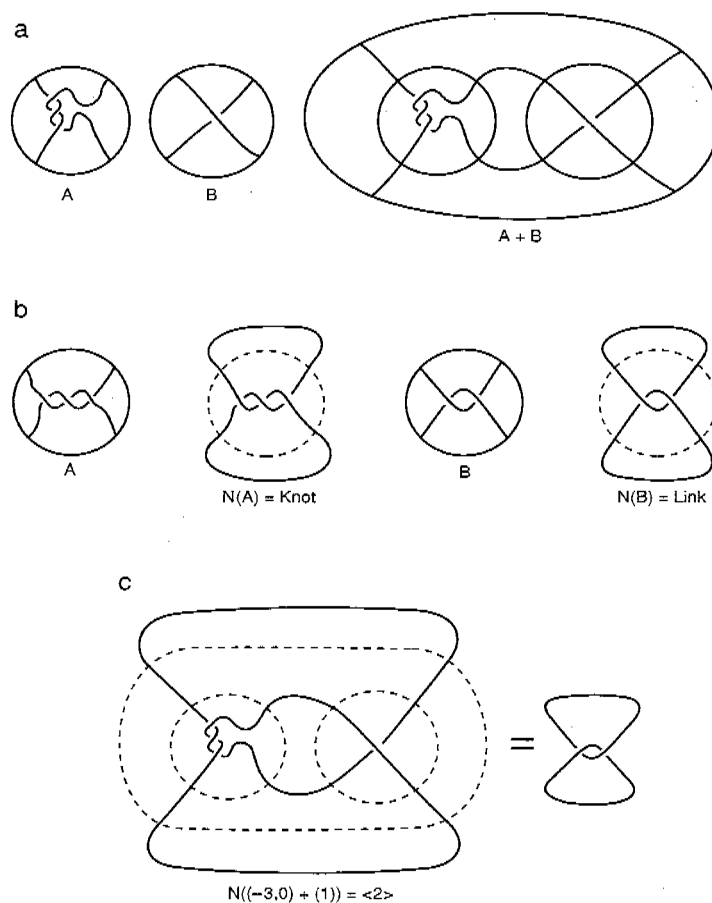 a
A
B
A + B
b
A
N(A) = Knot
B
N(B) = Link
c
=
N((−3,0) + (1)) = <2>